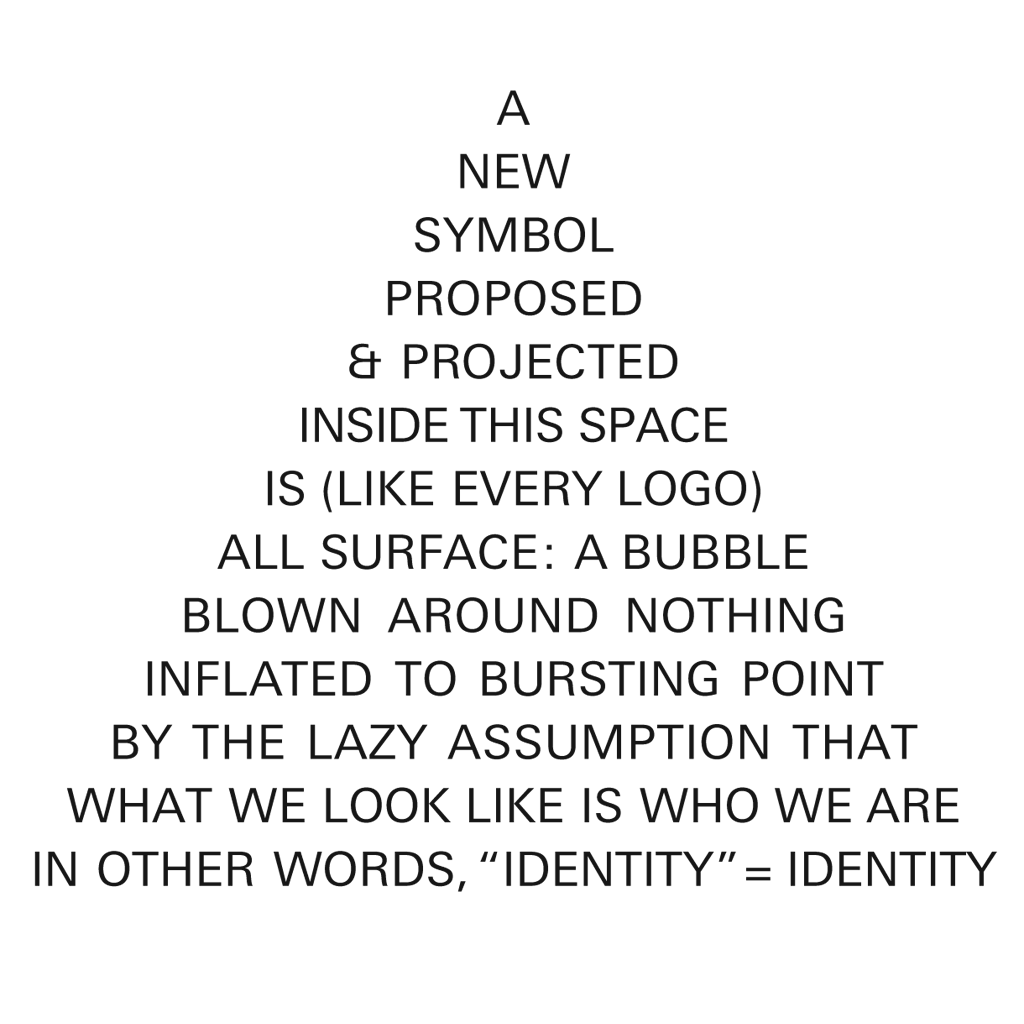 A
NEW
SYMBOL
PROPOSED
& PROJECTED
INSIDE THIS SPACE
IS (LIKE EVERY LOGO)
ALL SURFACE: A BUBBLE
BLOWN AROUND NOTHING
INFLATED TO BURSTING POINT
BY THE LAZY ASSUMPTION THAT
WHAT WE LOOK LIKE IS WHO WE ARE
IN OTHER WORDS, “IDENTITY” = IDENTITY